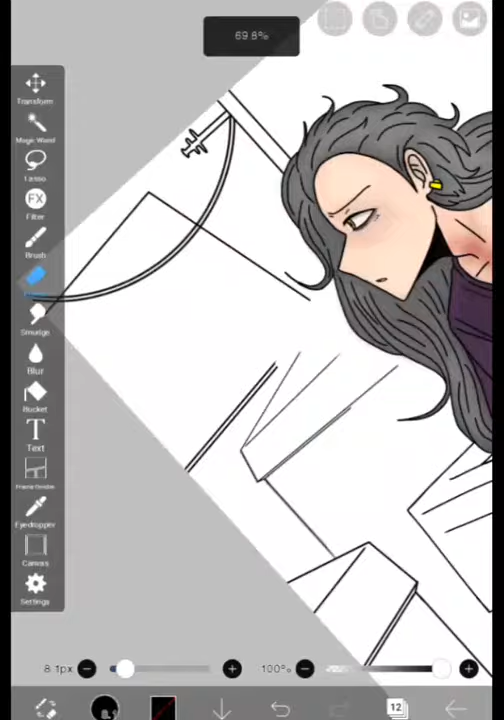 69.8%
Transform
Magic Wand
Lasso
FX
Filter
Brush
Smudge
Blur
Bucket
T
Text
Frame Divider
Eyedropper
Canvas
Settings
8.1px
100%
12